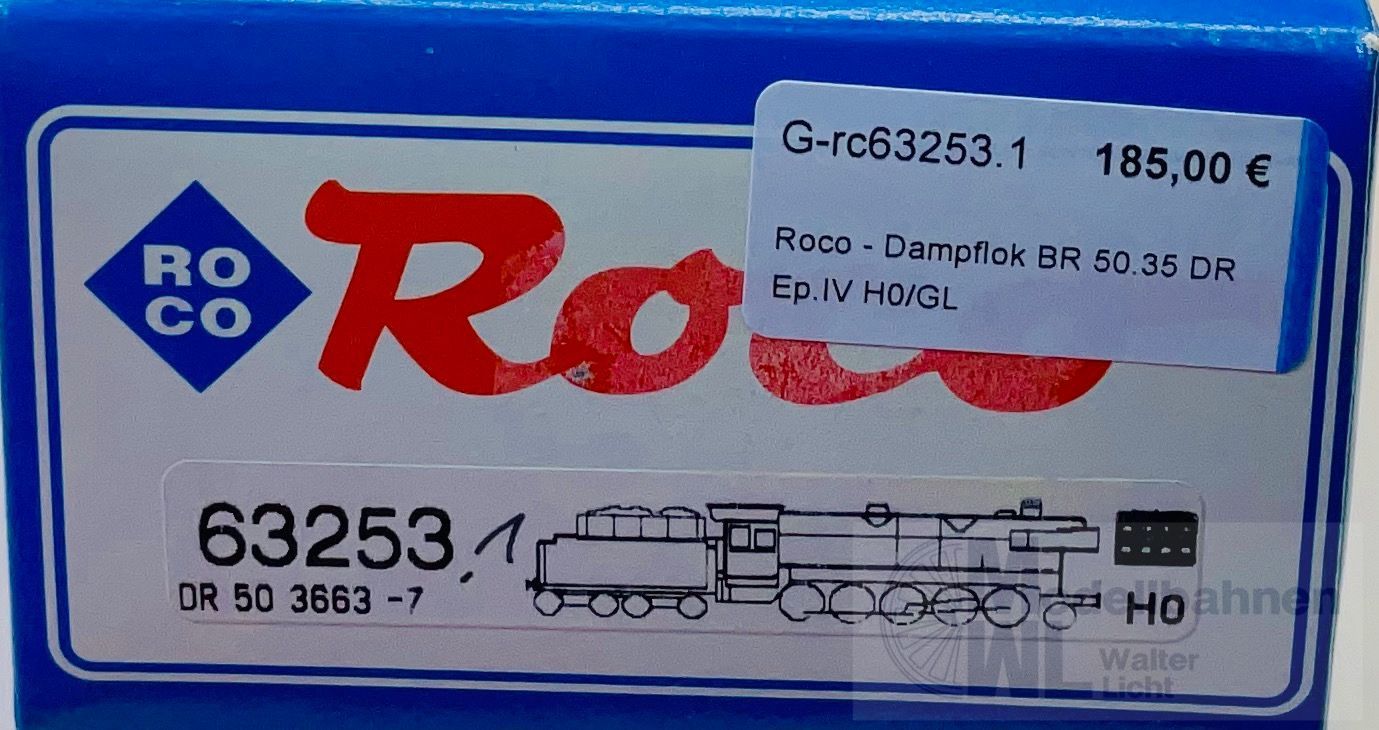 G-rc63253.1 185,00 €
Roco - Dampflok BR 50.35 DR
Ep.IV H0/GL
RO
CO
Roco
63253.1
DR 50 3663 -7
H0
Modellbahnen
Walter
Licht